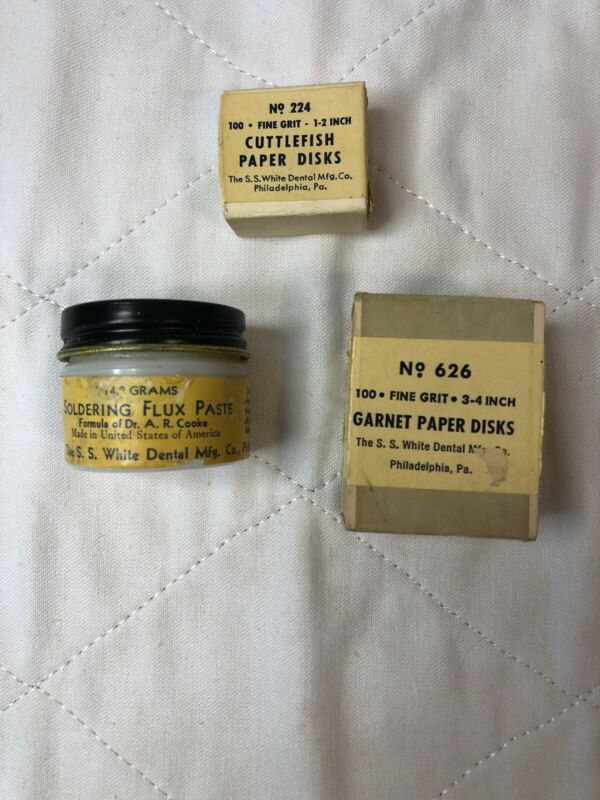 Nº 224
100 • FINE GRIT - 1-2 INCH
CUTTLEFISH
PAPER DISKS
The S.S.White Dental Mfg.Co.
Philadelphia, Pa.
GRAMS
SOLDERING FLUX PASTE
Formula of Dr. A. R. Cooke
Made in United States of America
The S. S. White Dental Mfg. Co.,
Nº 626
100 • FINE GRIT • 3-4 INCH
GARNET PAPER DISKS
The S. S. White Dental Mfg. Co.
Philadelphia, Pa.